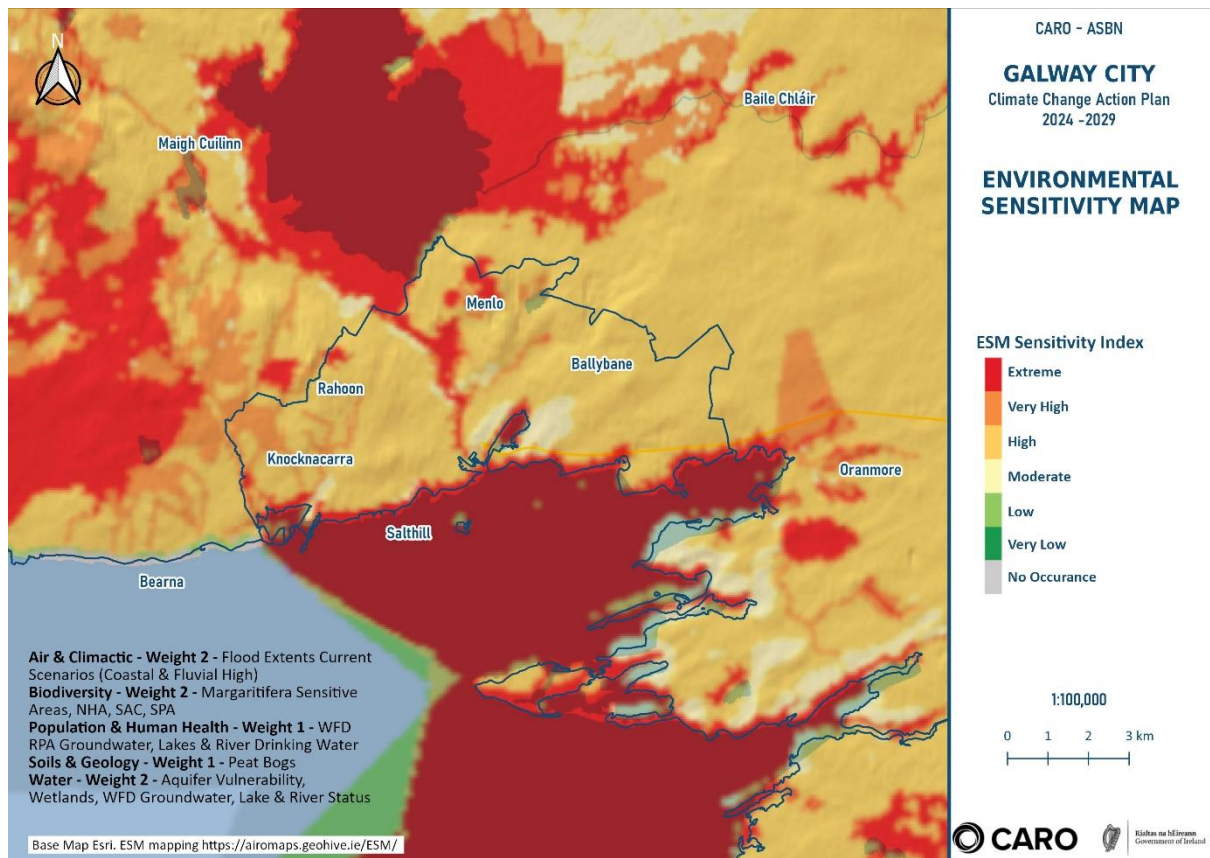 N
Maigh Cuilinn
Baile Chláir
Menlo
Ballybane
Rahoon
Knocknacarra
Oranmore
Salthill
Bearna
Air & Climactic - Weight 2 - Flood Extents Current
Scenarios (Coastal & Fluvial High)
Biodiversity - Weight 2 - Margaritifera Sensitive
Areas, NHA, SAC, SPA
Population & Human Health - Weight 1 - WFD
RPA Groundwater, Lakes & River Drinking Water
Soils & Geology - Weight 1 - Peat Bogs
Water - Weight 2 - Aquifer Vulnerability,
Wetlands, WFD Groundwater, Lake & River Status
Base Map Esri. ESM mapping https://airomaps.geohive.ie/ESM/
CARO - ASBN
GALWAY CITY
Climate Change Action Plan
2024 -2029
ENVIRONMENTAL
SENSITIVITY MAP
ESM Sensitivity Index
Extreme
Very High
High
Moderate
Low
Very Low
No Occurance
1:100,000
0 1 2 3 km
CARO
Rialtas na hÉireann
Government of Ireland